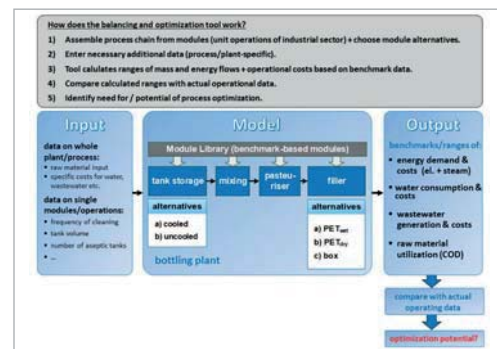 How does the balancing and optimization tool work?
1) Assemble process chain from modules (unit operations of industrial sector) + choose module alternatives.
2) Enter necessary additional data (process/plant-specific).
3) Tool calulates ranges of mass and energy flows + operational costs based on benchmark data.
4) Compare calculated ranges with actual operational data.
5) Identify need for / potential of process optimization.
Input
data on whole
plant/process:
• raw material input
• specific costs for water,
wastewater etc.
data on single
modules/operations:
• frequency of cleaning
• tank volume
• number of aseptic tanks
• ...
Model
Module Library (benchmark-based modules)
tank storage
mixing
pasteu-
riser
filler
alternatives
a) cooled
b) uncooled
alternatives
a) PETwet
b) PETdry
c) box
bottling plant
Output
benchmarks/ranges of:
• energy demand
& costs
(el. + steam)
• water consumption &
costs
• wastewater
generation & costs
• raw material
utilization (COD)
compare with actual
operating data
optimization potential?